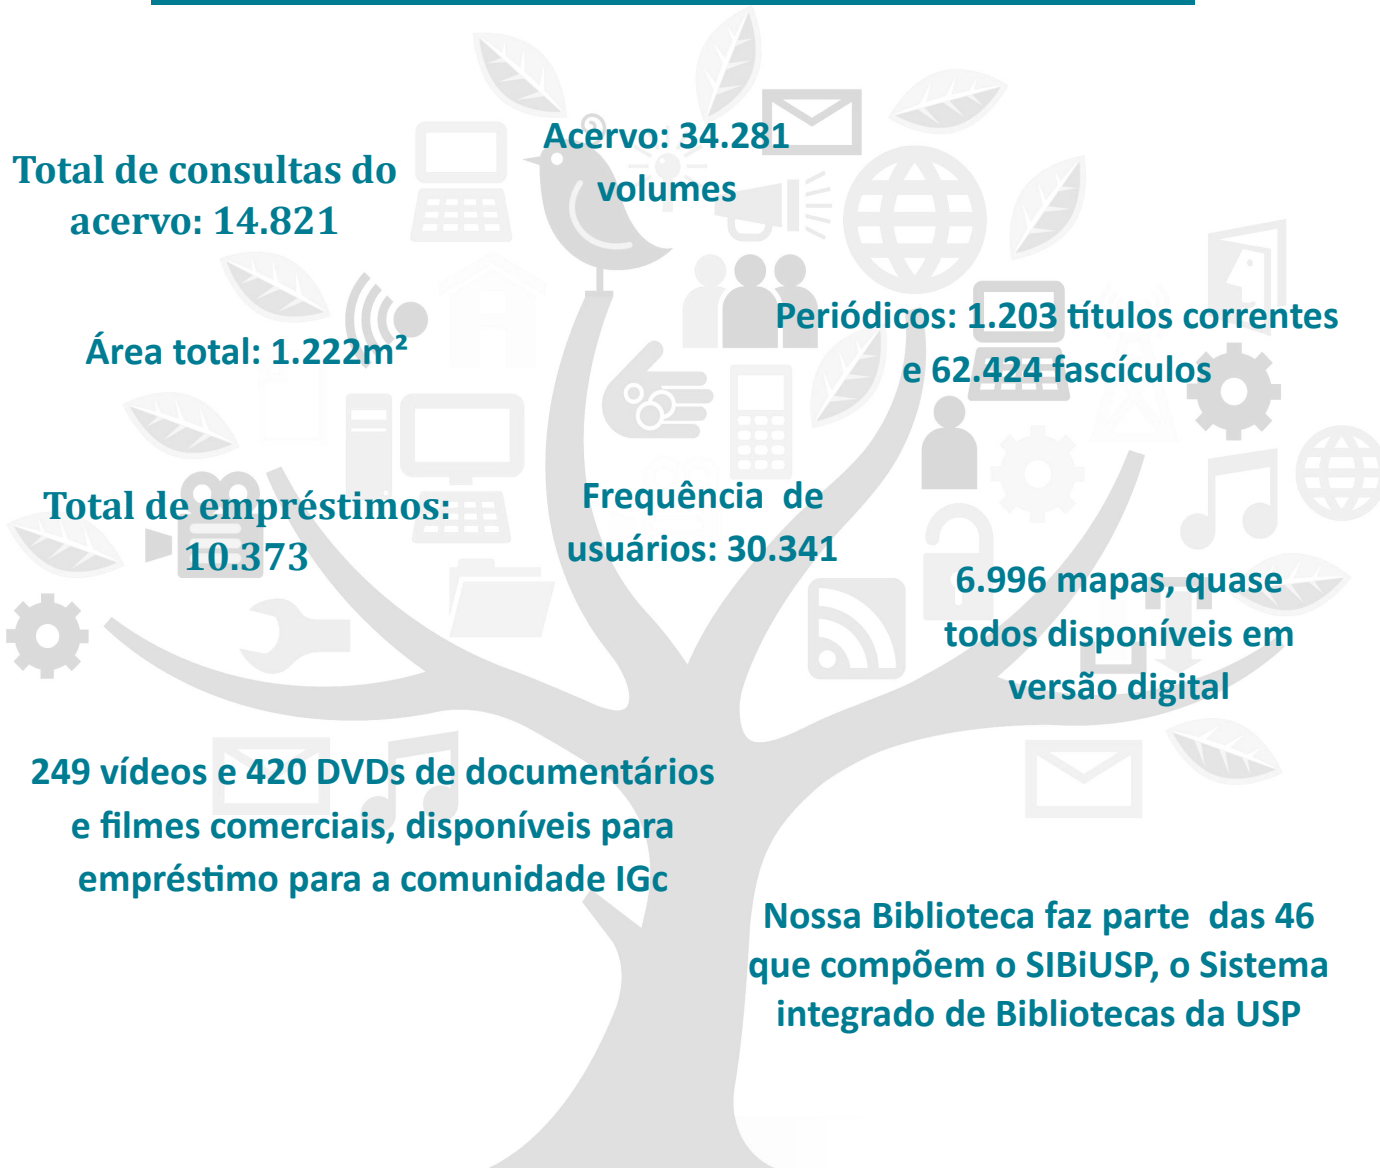 Acervo: 34.281
volumes
Total de consultas do
acervo: 14.821
Periódicos: 1.203 títulos correntes
e 62.424 fascículos
Área total: 1.222m²
Total de empréstimos:
10.373
Frequência  de
usuários: 30.341
6.996 mapas, quase
todos disponíveis em
versão digital
249 vídeos e 420 DVDs de documentários
e filmes comerciais, disponíveis para
empréstimo para a comunidade IGc
Nossa Biblioteca faz parte  das 46
que compõem o SIBiUSP, o Sistema
integrado de Bibliotecas da USP